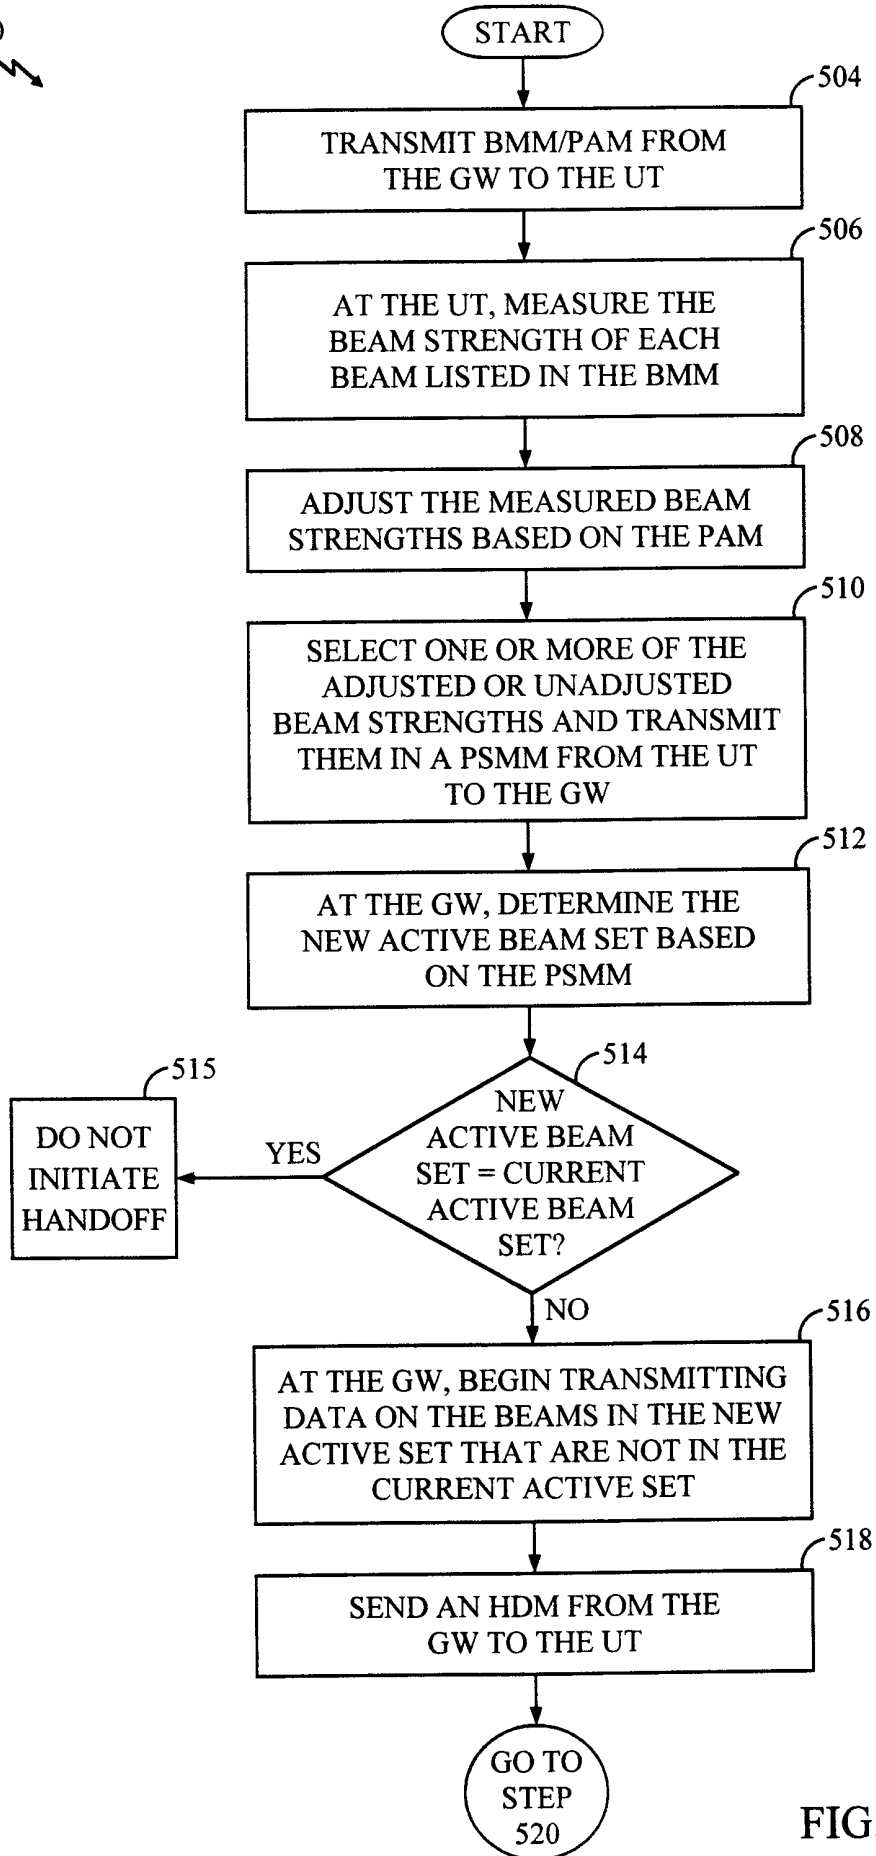 START
504
TRANSMIT BMM/PAM FROM
THE GW TO THE UT
506
AT THE UT, MEASURE THE
BEAM STRENGTH OF EACH
BEAM LISTED IN THE BMM
508
ADJUST THE MEASURED BEAM
STRENGTHS BASED ON THE PAM
510
SELECT ONE OR MORE OF THE
ADJUSTED OR UNADJUSTED
BEAM STRENGTHS AND TRANSMIT
THEM IN A PSMM FROM THE UT
TO THE GW
512
AT THE GW, DETERMINE THE
NEW ACTIVE BEAM SET BASED
ON THE PSMM
514
NEW
ACTIVE BEAM
SET = CURRENT
ACTIVE BEAM
SET?
YES
515
DO NOT
INITIATE
HANDOFF
NO
516
AT THE GW, BEGIN TRANSMITTING
DATA ON THE BEAMS IN THE NEW
ACTIVE SET THAT ARE NOT IN THE
CURRENT ACTIVE SET
518
SEND AN HDM FROM THE
GW TO THE UT
GO TO
STEP
520
FIG